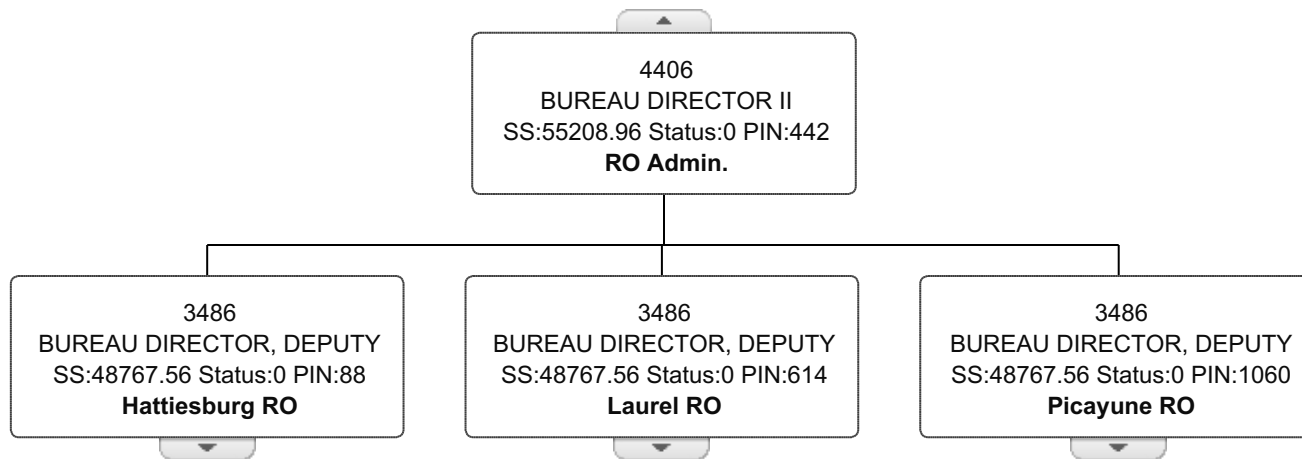 4406
BUREAU DIRECTOR II
SS:55208.96 Status:0 PIN:442
RO Admin.
3486
BUREAU DIRECTOR, DEPUTY
SS:48767.56 Status:0 PIN:88
Hattiesburg RO
3486
BUREAU DIRECTOR, DEPUTY
SS:48767.56 Status:0 PIN:614
Laurel RO
3486
BUREAU DIRECTOR, DEPUTY
SS:48767.56 Status:0 PIN:1060
Picayune RO